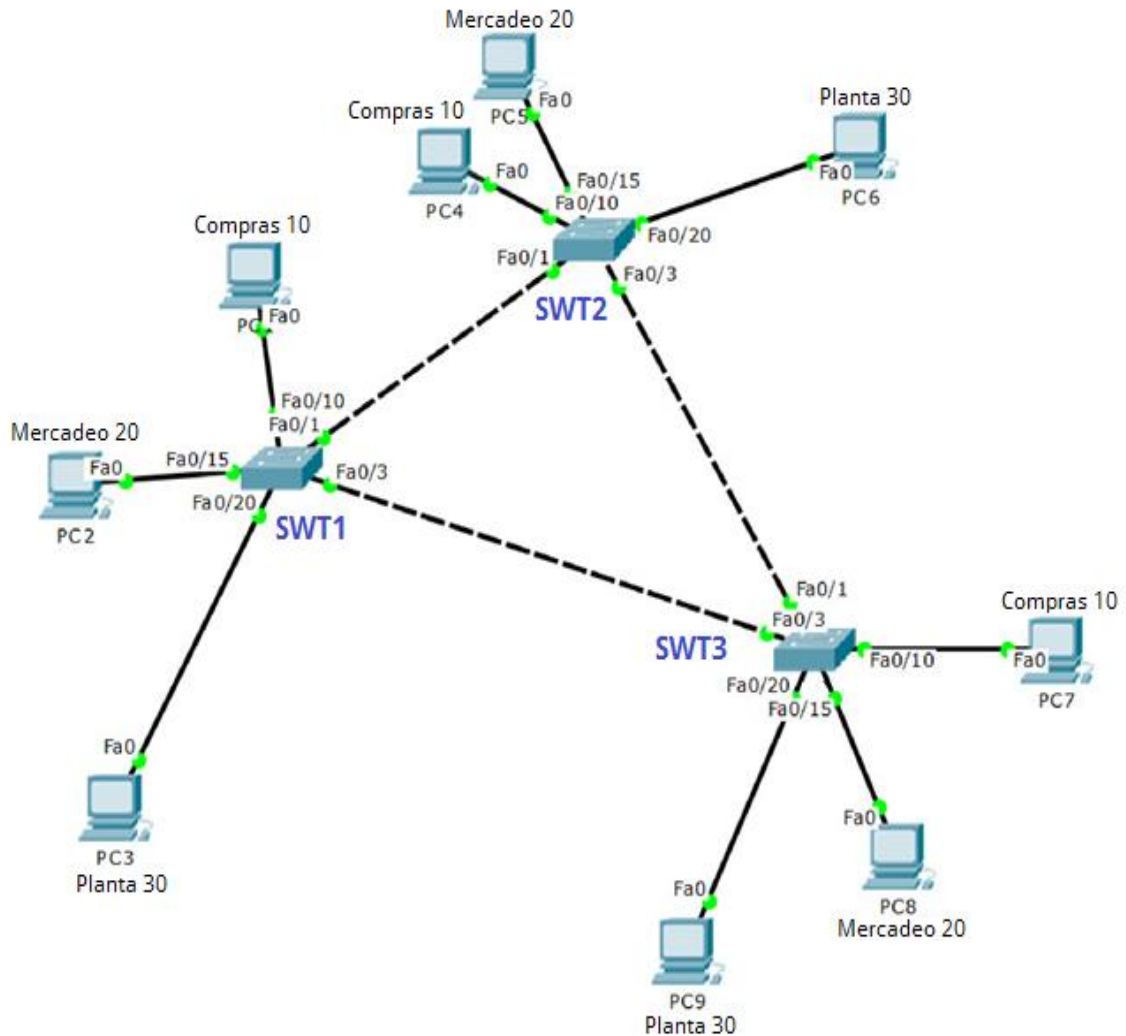 Mercadeo 20
Fa0
PC5
Compras 10
Fa0
PC4
Planta 30
Fa0
PC6
Fa0/15
Fa0/10
Fa0/20
Fa0/1
Fa0/3
SWT2
Compras 10
Fa0
Fa0/10
Fa0/1
Mercadeo 20
Fa0
Fa0/15
PC2
Fa0/20
Fa0/3
SWT1
Fa0/1
Fa0/3
SWT3
Fa0/10
Fa0/20
Fa0/15
Compras 10
Fa0
PC7
Fa0
PC3
Planta 30
Fa0
PC8
Mercadeo 20
Fa0
PC9
Planta 30